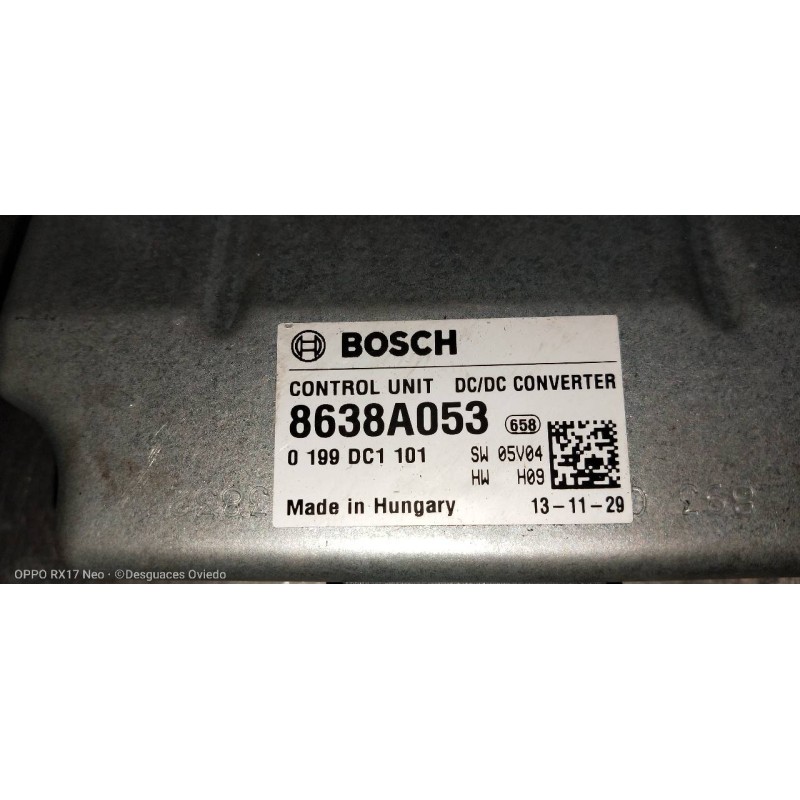 BOSCH
CONTROL UNIT DC/DC CONVERTER
8638A053 658
0 199 DC1 101 SW 05V04
HW H09
Made in Hungary 13-11-29
OPPO RX17 Neo · ©Desguaces Oviedo